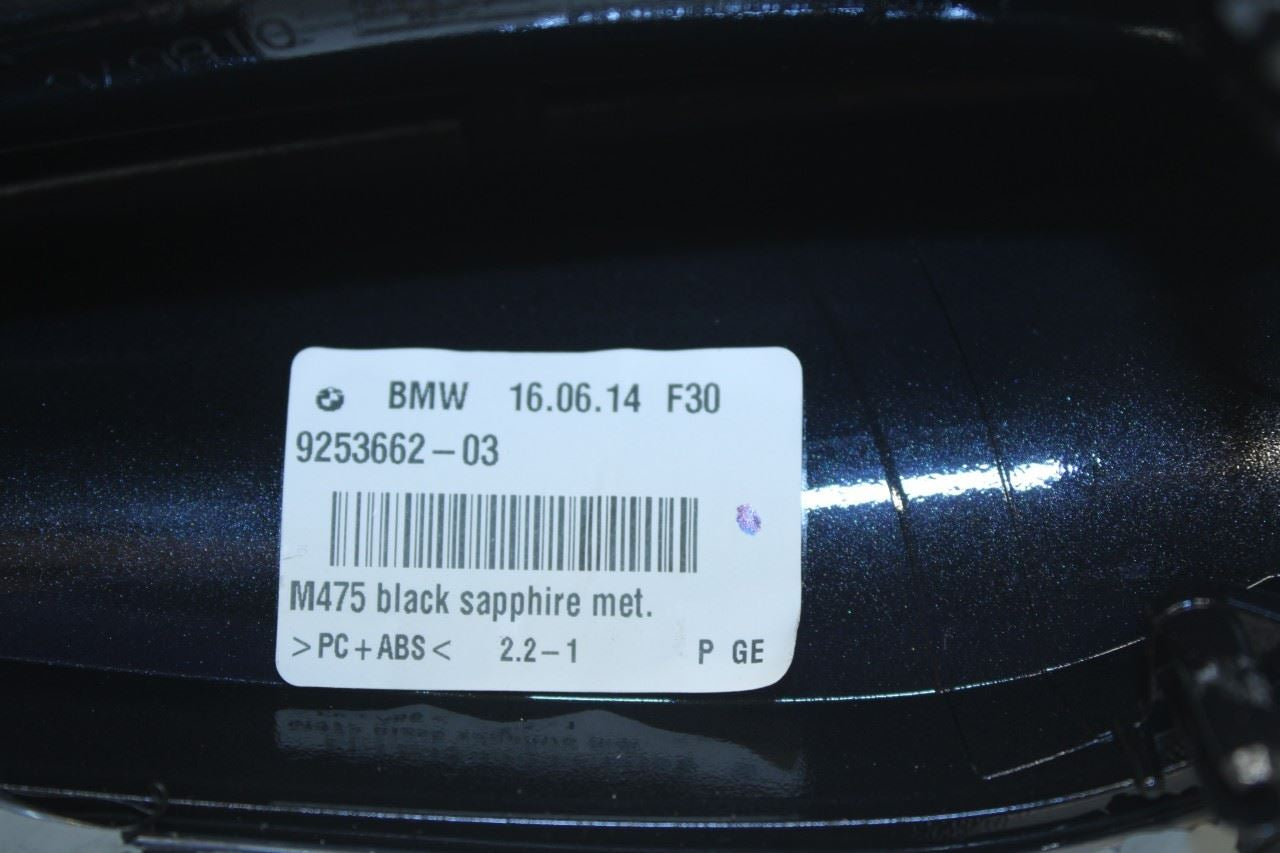 BMW 16.06.14 F30
9253662-03
M475 black sapphire met.
>PC+ABS< 2.2-1 P GE